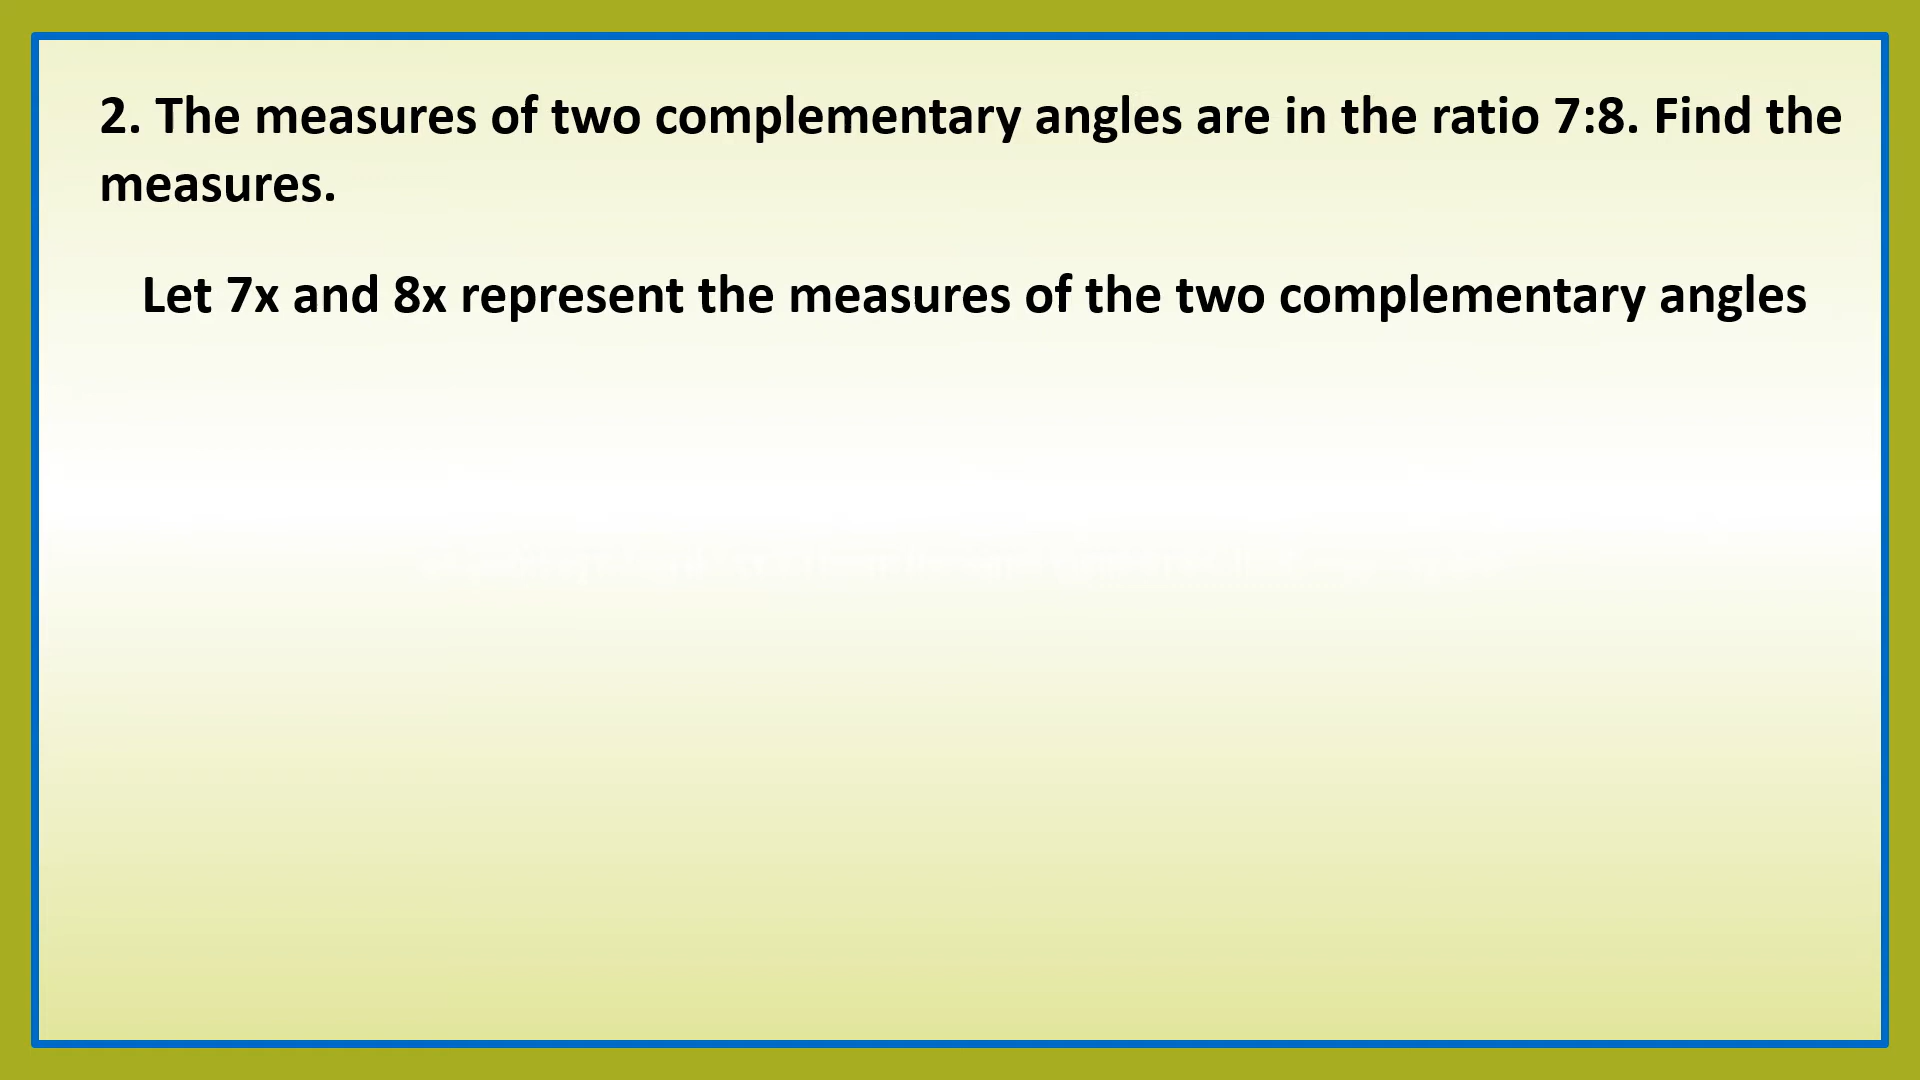 2. The measures of two complementary angles are in the ratio 7:8. Find the
measures.
Let 7x and 8x represent the measures of the two complementary angles